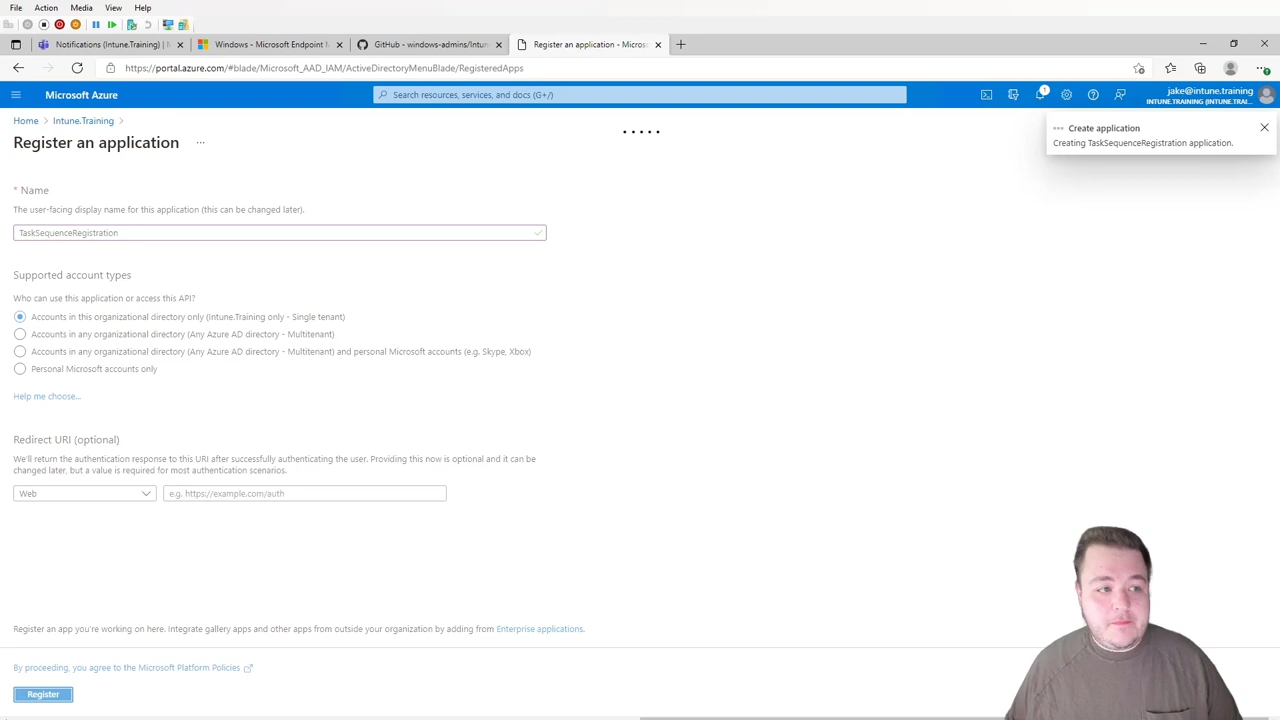 File Action Media View Help
Notifications (Intune.Training) | M
Windows - Microsoft Endpoint M
GitHub - windows-admins/Intun
Register an application - Microso
https://portal.azure.com/#blade/Microsoft_AAD_IAM/ActiveDirectoryMenuBlade/RegisteredApps
Microsoft Azure
Search resources, services, and docs (G+/)
1
jake@intune.training
INTUNE.TRAINING (INTUNE.TRAI...
Home > Intune.Training >
Register an application ...
Create application
Creating TaskSequenceRegistration application.
* Name
The user-facing display name for this application (this can be changed later).
TaskSequenceRegistration
Supported account types
Who can use this application or access this API?
Accounts in this organizational directory only (Intune.Training only - Single tenant)
Accounts in any organizational directory (Any Azure AD directory - Multitenant)
Accounts in any organizational directory (Any Azure AD directory - Multitenant) and personal Microsoft accounts (e.g. Skype, Xbox)
Personal Microsoft accounts only
Help me choose...
Redirect URI (optional)
We'll return the authentication response to this URI after successfully authenticating the user. Providing this now is optional and it can be
changed later, but a value is required for most authentication scenarios.
Web
e.g. https://example.com/auth
Register an app you're working on here. Integrate gallery apps and other apps from outside your organization by adding from Enterprise applications.
By proceeding, you agree to the Microsoft Platform Policies
Register